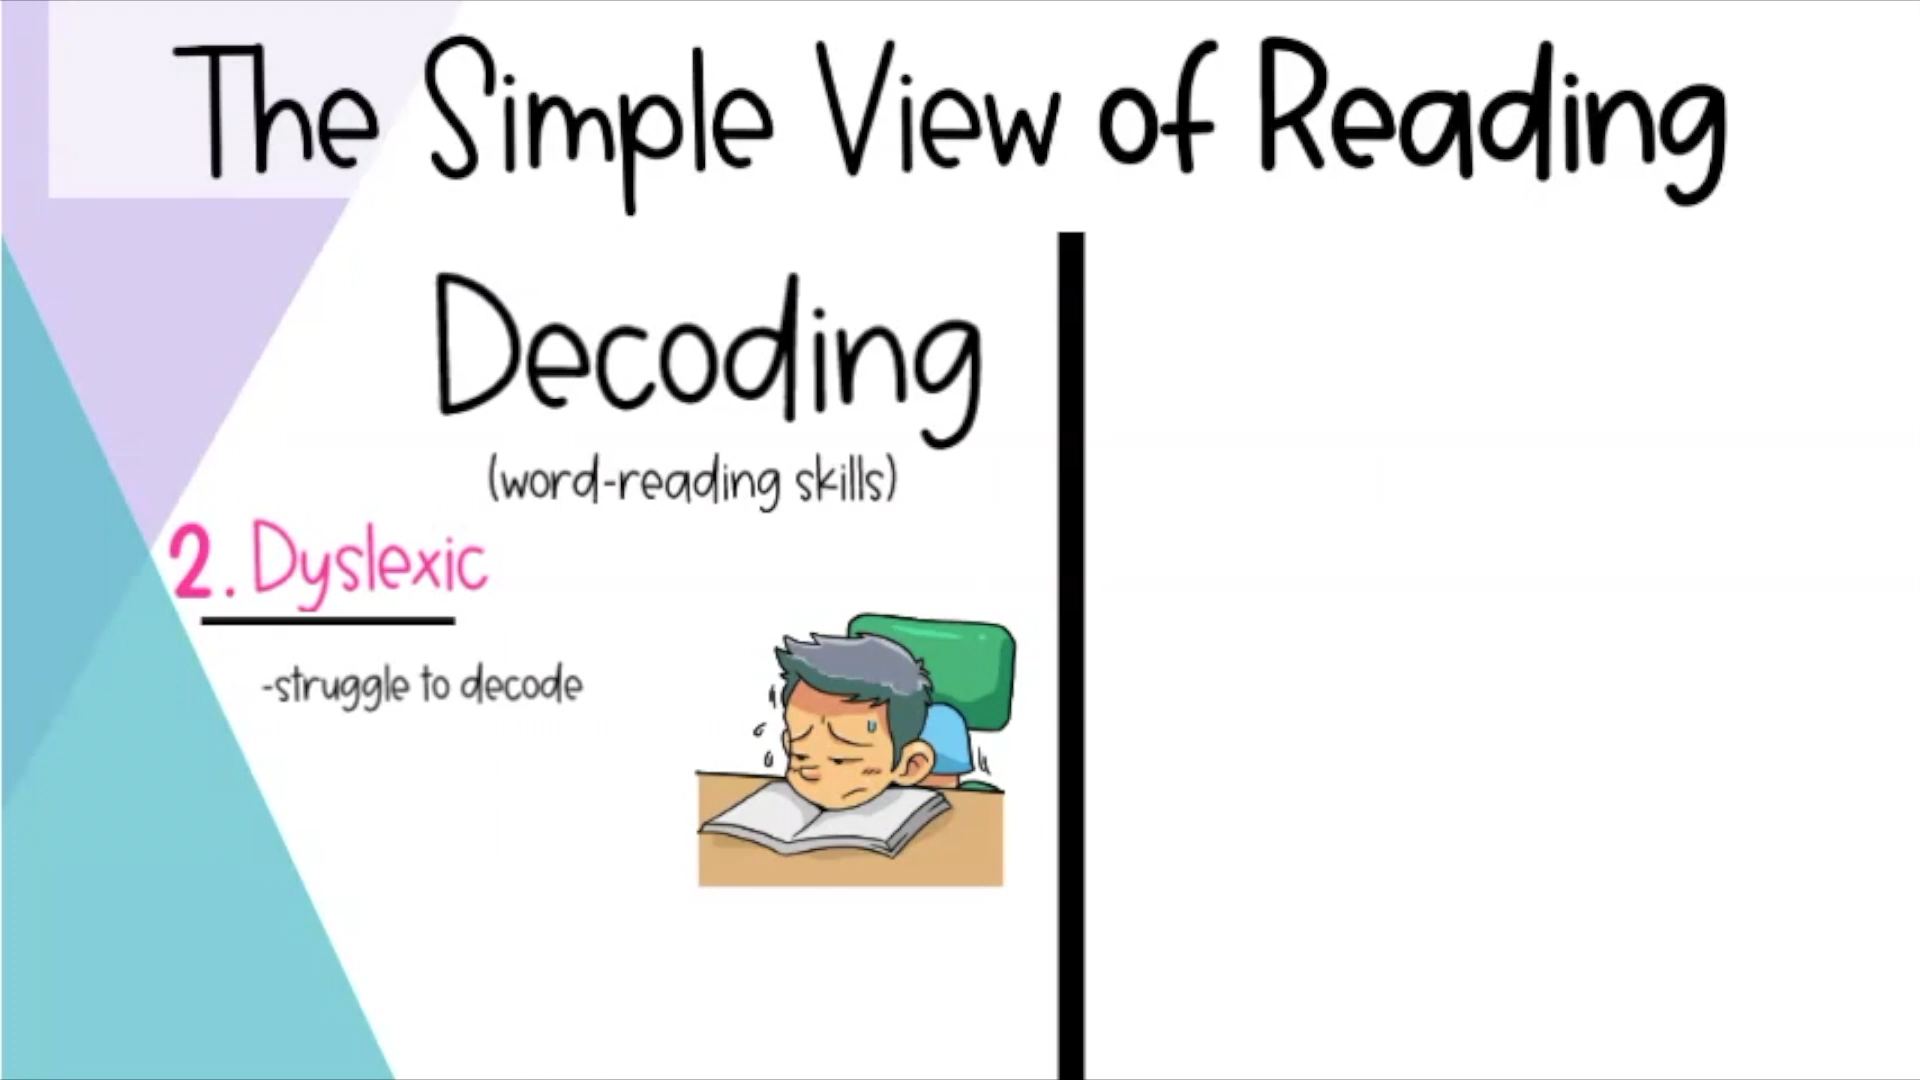 The Simple View of Reading
Decoding
(word-reading skills)
2. Dyslexic
-struggle to decode